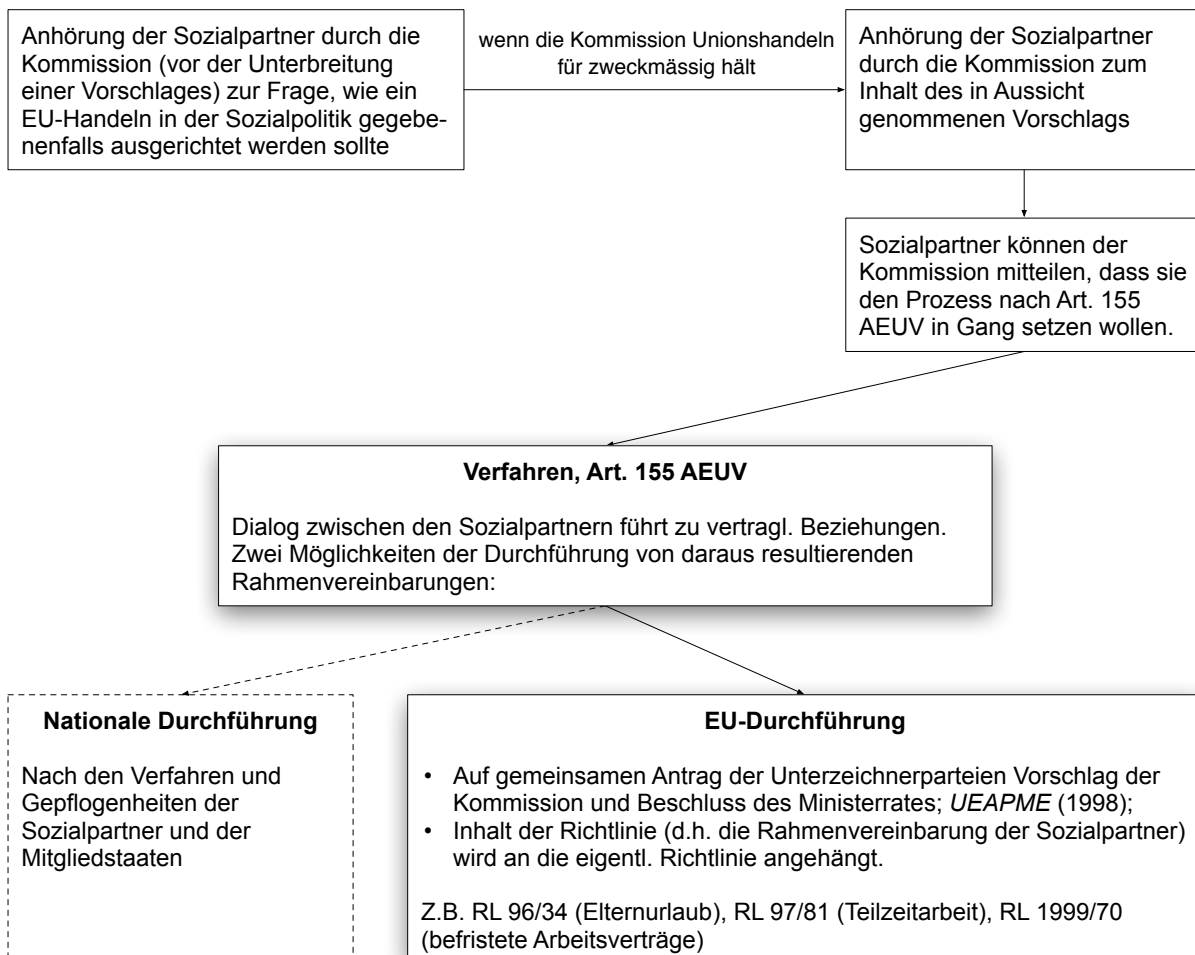 Anhörung der Sozialpartner durch die
Kommission (vor der Unterbreitung
einer Vorschlages) zur Frage, wie ein
EU-Handeln in der Sozialpolitik gegebe-
nenfalls ausgerichtet werden sollte
wenn die Kommission Unionshandeln
für zweckmässig hält
Anhörung der Sozialpartner
durch die Kommission zum
Inhalt des in Aussicht
genommenen Vorschlags
Sozialpartner können der
Kommission mitteilen, dass sie
den Prozess nach Art. 155
AEUV in Gang setzen wollen.
Verfahren, Art. 155 AEUV
Dialog zwischen den Sozialpartnern führt zu vertragl. Beziehungen.
Zwei Möglichkeiten der Durchführung von daraus resultierenden
Rahmenvereinbarungen:
Nationale Durchführung
Nach den Verfahren und
Gepflogenheiten der
Sozialpartner und der
Mitgliedstaaten
EU-Durchführung
• Auf gemeinsamen Antrag der Unterzeichnerparteien Vorschlag der
Kommission und Beschluss des Ministerrates; UEAPME (1998);
• Inhalt der Richtlinie (d.h. die Rahmenvereinbarung der Sozialpartner)
wird an die eigentl. Richtlinie angehängt.
Z.B. RL 96/34 (Elternurlaub), RL 97/81 (Teilzeitarbeit), RL 1999/70
(befristete Arbeitsverträge)